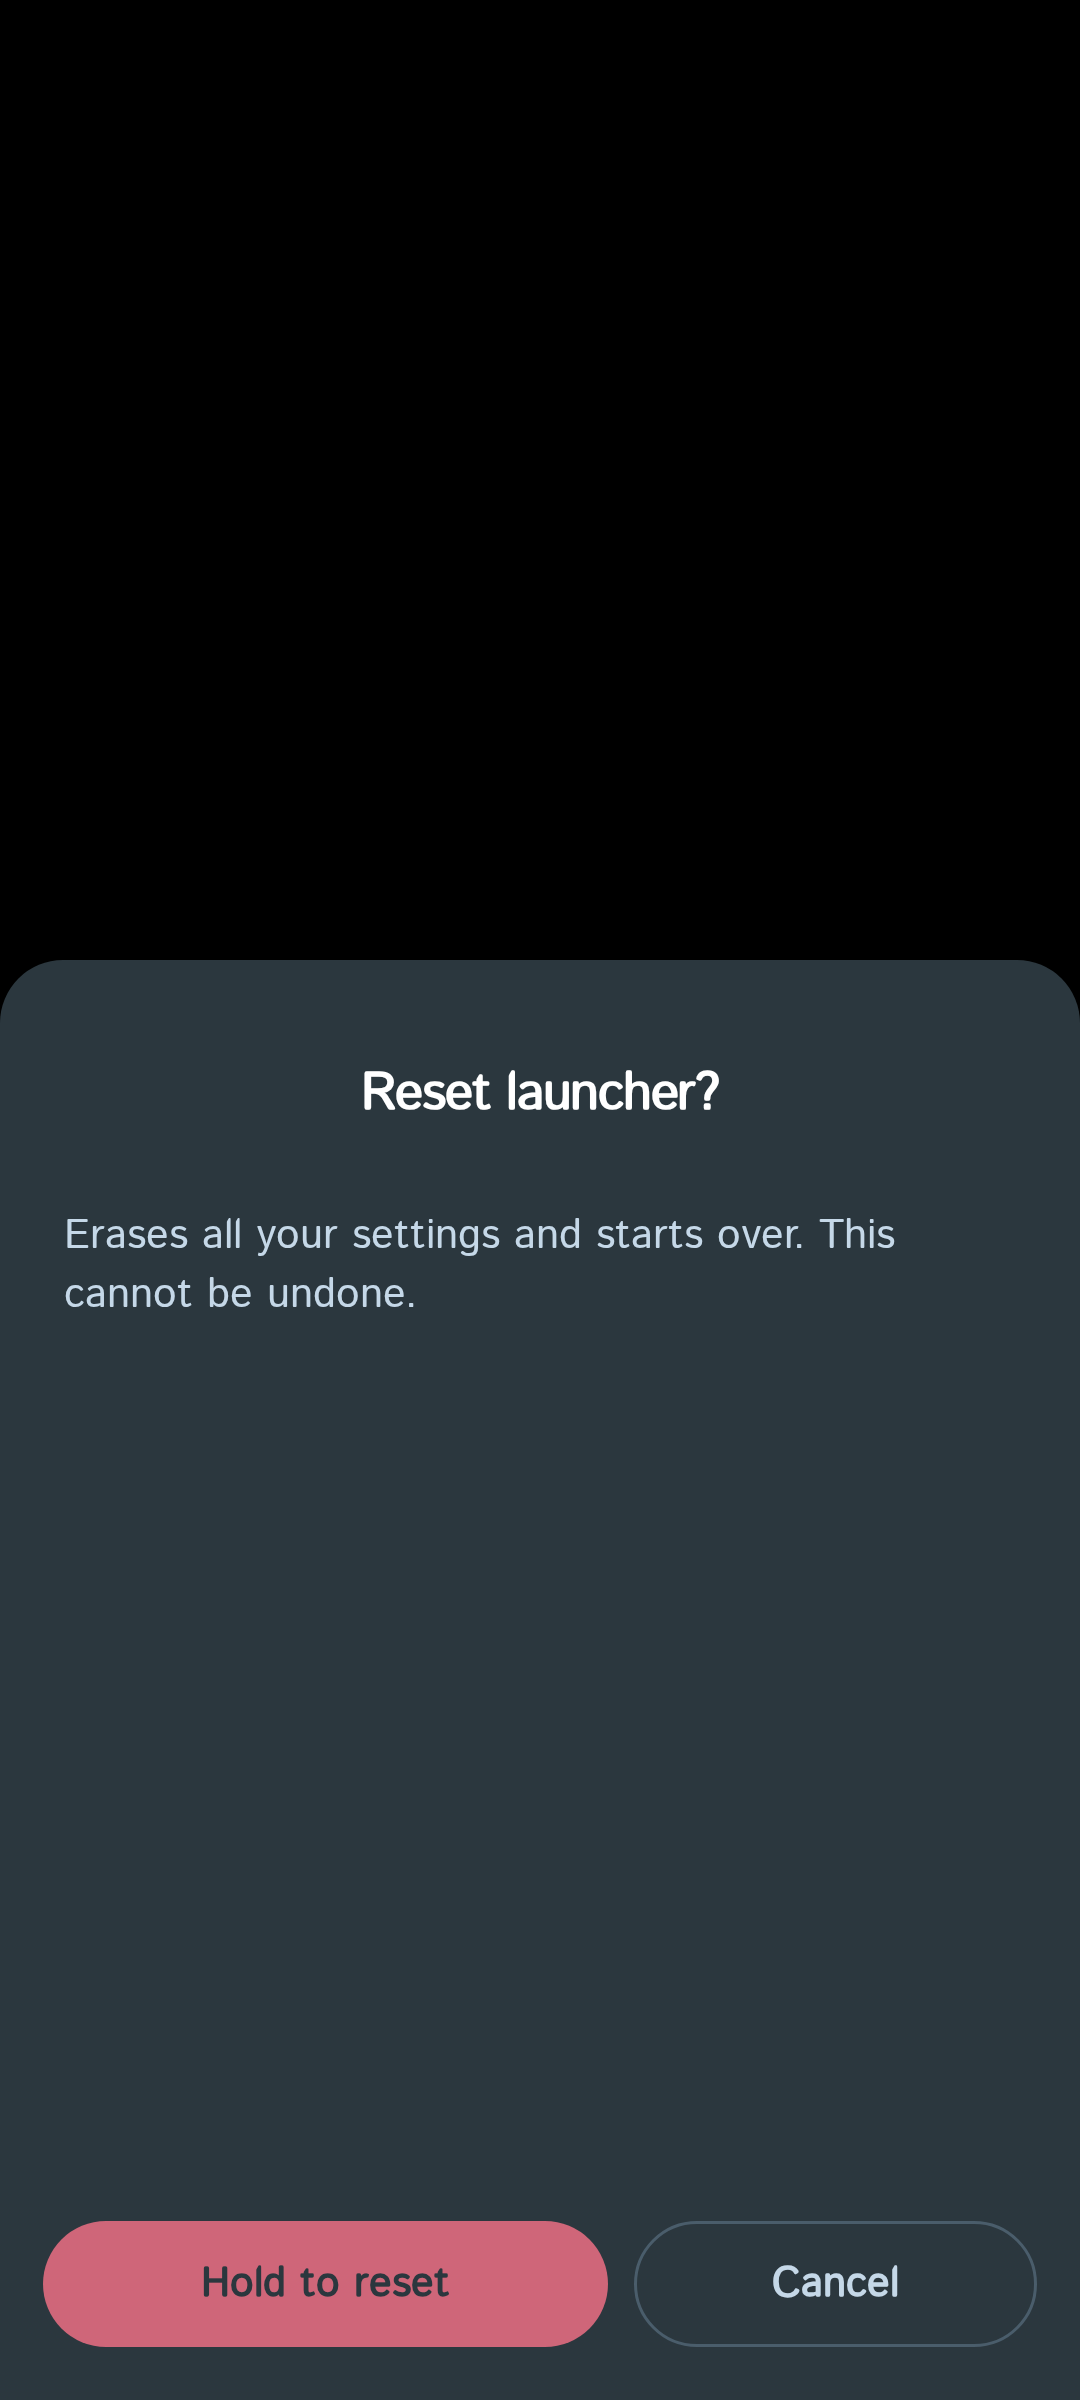 Reset launcher?
Erases all your settings and starts over. This
cannot be undone.
Hold to reset
Cancel